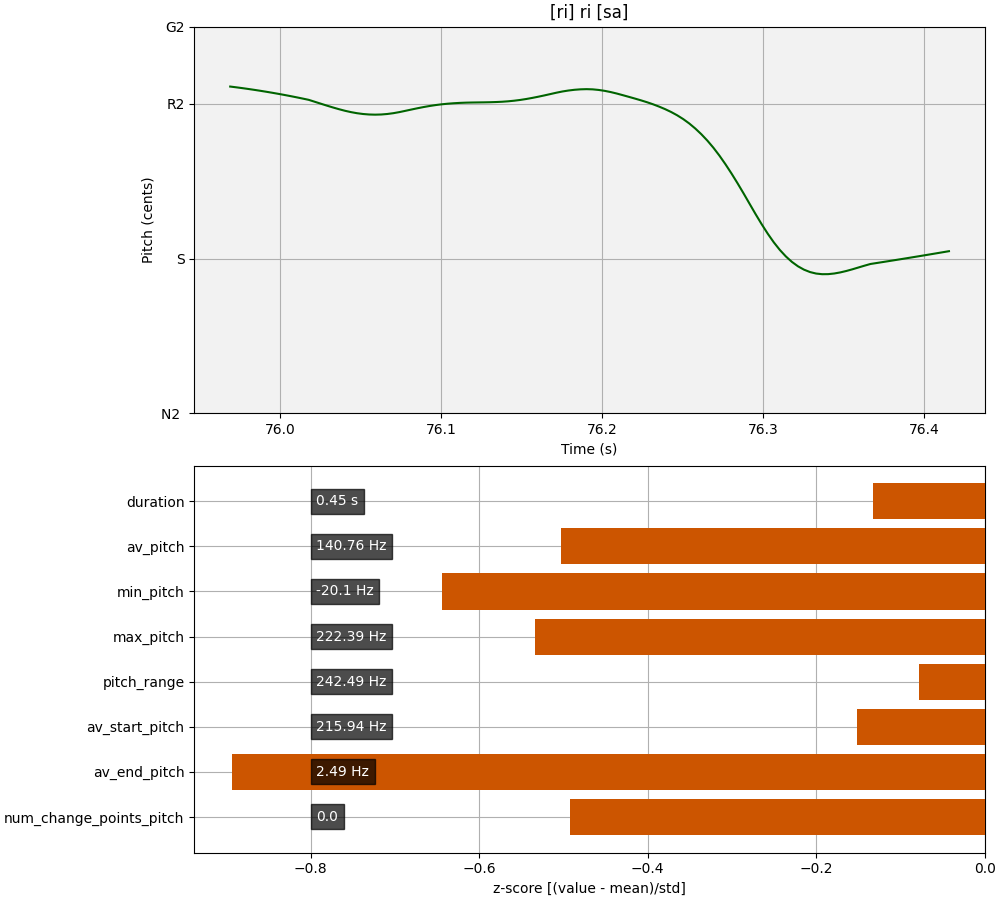 [ri] ri [sa]
G2
R2
S
N2
Pitch (cents)
76.0 76.1 76.2 76.3 76.4
Time (s)
duration 0.45 s
av_pitch 140.76 Hz
min_pitch -20.1 Hz
max_pitch 222.39 Hz
pitch_range 242.49 Hz
av_start_pitch 215.94 Hz
av_end_pitch 2.49 Hz
num_change_points_pitch 0.0
−0.8 −0.6 −0.4 −0.2 0.0
z-score [(value - mean)/std]